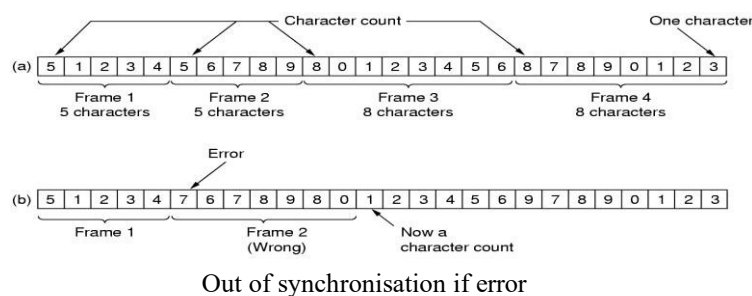 Character count
One character
(a) 5 1 2 3 4 5 6 7 8 9 8 0 1 2 3 4 5 6 8 7 8 9 0 1 2 3
Frame 1 Frame 2 Frame 3 Frame 4
5 characters 5 characters 8 characters 8 characters
Error
(b) 5 1 2 3 4 7 6 7 8 9 8 0 1 2 3 4 5 6 9 7 8 9 0 1 2 3
Frame 1 Frame 2 Now a
(Wrong) character count
Out of synchronisation if error